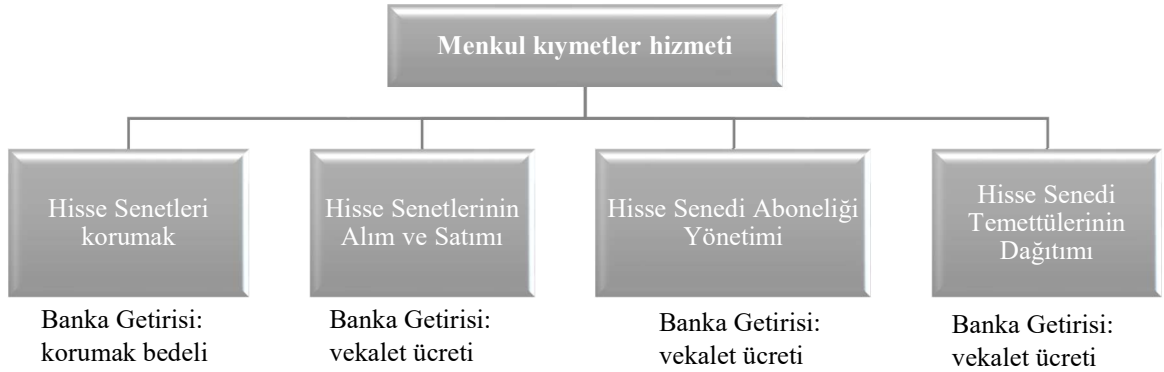 Menkul kıymetler hizmeti
Hisse Senetleri
korumak
Hisse Senetlerinin
Alım ve Satımı
Hisse Senedi Aboneliği
Yönetimi
Hisse Senedi
Temettülerinin
Dağıtımı
Banka Getirisi:
korumak bedeli
Banka Getirisi:
vekalet ücreti
Banka Getirisi:
vekalet ücreti
Banka Getirisi:
vekalet ücreti